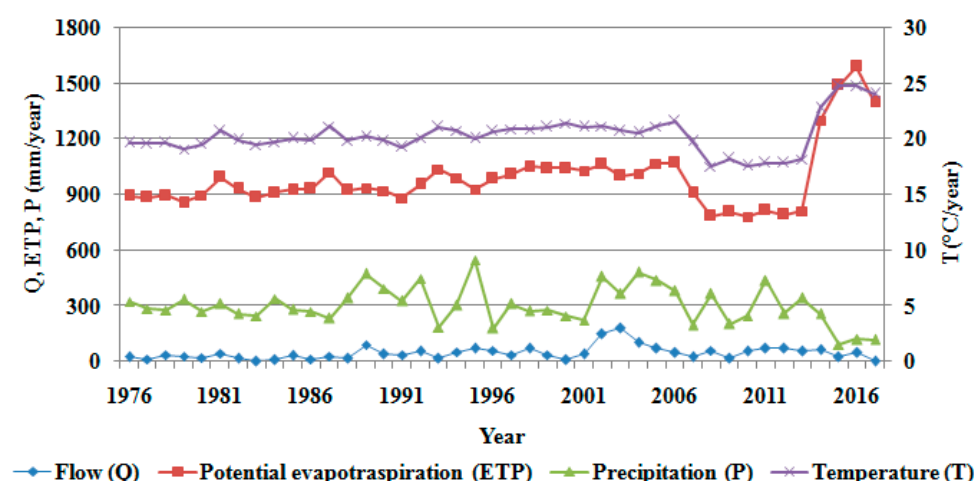 1800
1500
1200
900
600
300
0
Q, ETP, P (mm/year)
30
25
20
15
10
5
0
T (°C/year)
1976 1981 1986 1991 1996 2001 2006 2011 2016
Year
Flow (Q) Potential evapotraspiration (ETP) Precipitation (P) Temperature (T)